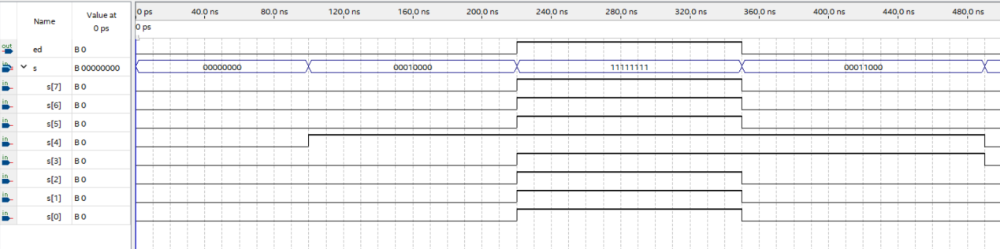 Name Value at 0 ps
0 ps 40.0 ns 80.0 ns 120.0 ns 160.0 ns 200.0 ns 240.0 ns 280.0 ns 320.0 ns 360.0 ns 400.0 ns 440.0 ns 480.0 ns
0 ps
out ed B 0
in s B 00000000 00000000 00010000 11111111 00011000
in s[7] B 0
in s[6] B 0
in s[5] B 0
in s[4] B 0
in s[3] B 0
in s[2] B 0
in s[1] B 0
in s[0] B 0